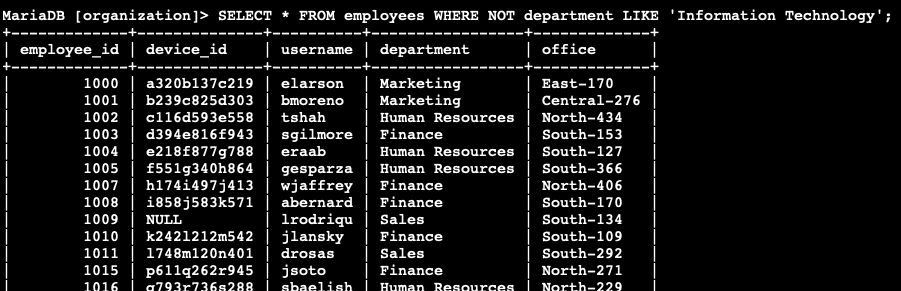 MariaDB [organization]> SELECT * FROM employees WHERE NOT department LIKE 'Information Technology';
+-------------+--------------+----------+-----------------+-------------+
| employee_id | device_id    | username | department      | office      |
+-------------+--------------+----------+-----------------+-------------+
|        1000 | a320b137c219 | elarson  | Marketing       | East-170    |
|        1001 | b239c825d303 | bmoreno  | Marketing       | Central-276 |
|        1002 | c116d593e558 | tshah    | Human Resources | North-434   |
|        1003 | d394e816f943 | sgilmore | Finance         | South-153   |
|        1004 | e218f877g788 | eraab    | Human Resources | South-127   |
|        1005 | f551g340h864 | gesparza | Human Resources | South-366   |
|        1007 | h174i497j413 | wjaffrey | Finance         | North-406   |
|        1008 | i858j583k571 | abernard | Finance         | South-170   |
|        1009 | NULL         | lrodriqu | Sales           | South-134   |
|        1010 | k242l212m542 | jlansky  | Finance         | South-109   |
|        1011 | l748m120n401 | drosas   | Sales           | South-292   |
|        1015 | p611q262r945 | jsoto    | Finance         | North-271   |
|        1016 | q793r736s288 | sbaelish | Human Resources | North-229   |